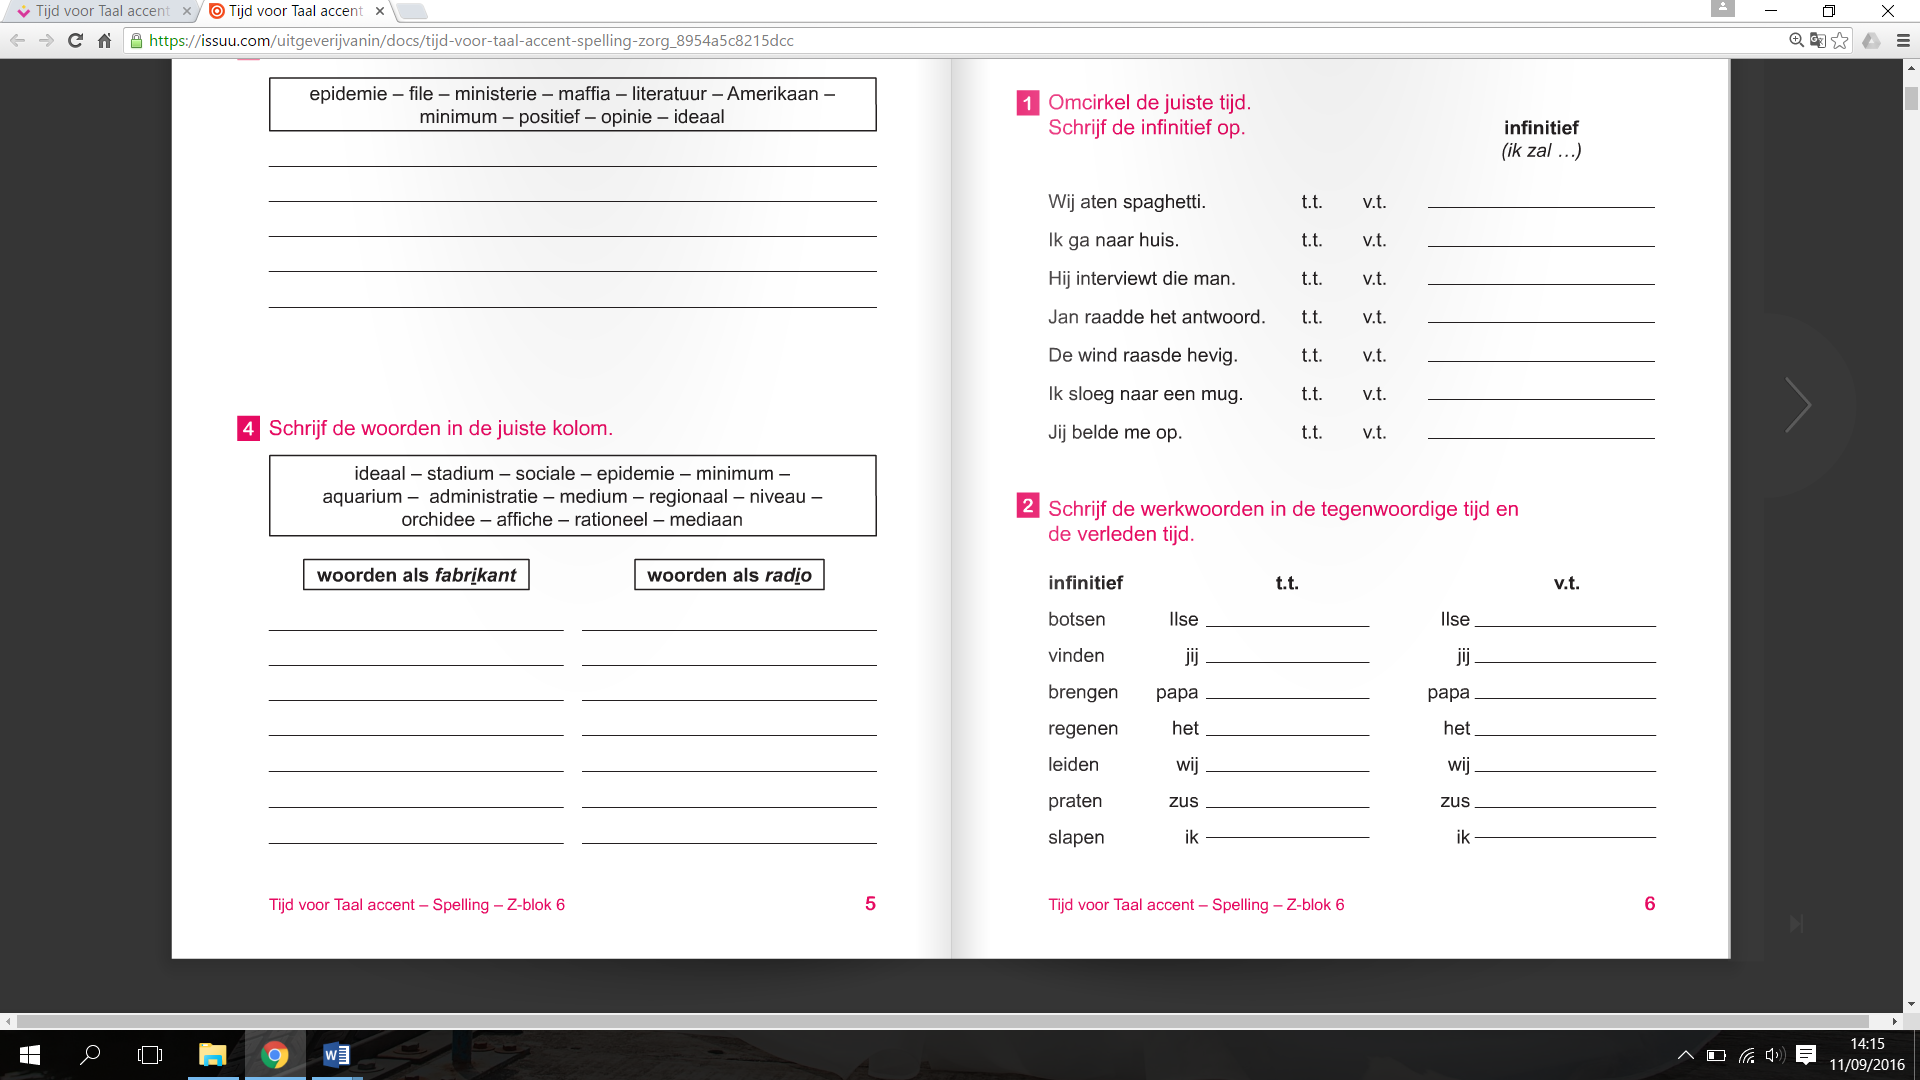 Tijd voor Taal accent
Tijd voor Taal accent
https://issuu.com/uitgeverijvanin/docs/tijd-voor-taal-accent-spelling-zorg_8954a5c8215dcc
epidemie – file – ministerie – maffia – literatuur – Amerikaan –
minimum – positief – opinie – ideaal
4 Schrijf de woorden in de juiste kolom.
ideaal – stadium – sociale – epidemie – minimum –
aquarium – administratie – medium – regionaal – niveau –
orchidee – affiche – rationeel – mediaan
woorden als fabrikant
woorden als radio
Tijd voor Taal accent – Spelling – Z-blok 6 5
1 Omcirkel de juiste tijd.
Schrijf de infinitief op.
infinitief
(ik zal …)
Wij aten spaghetti. t.t. v.t.
Ik ga naar huis. t.t. v.t.
Hij interviewt die man. t.t. v.t.
Jan raadde het antwoord. t.t. v.t.
De wind raasde hevig. t.t. v.t.
Ik sloeg naar een mug. t.t. v.t.
Jij belde me op. t.t. v.t.
2 Schrijf de werkwoorden in de tegenwoordige tijd en
de verleden tijd.
infinitief t.t. v.t.
botsen Ilse Ilse
vinden jij jij
brengen papa papa
regenen het het
leiden wij wij
praten zus zus
slapen ik ik
Tijd voor Taal accent – Spelling – Z-blok 6 6
14:15
11/09/2016